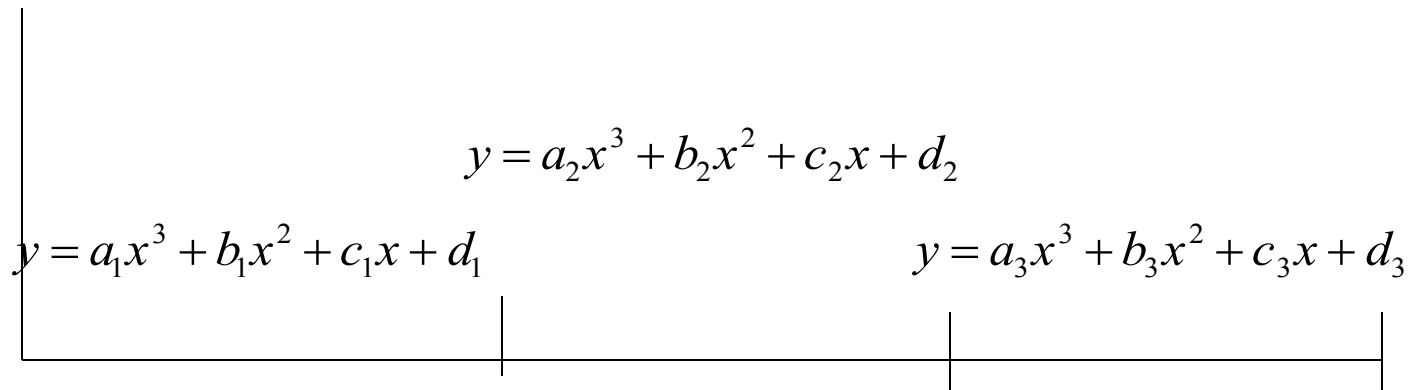 y = a₂x³ + b₂x² + c₂x + d₂
y = a₁x³ + b₁x² + c₁x + d₁
y = a₃x³ + b₃x² + c₃x + d₃